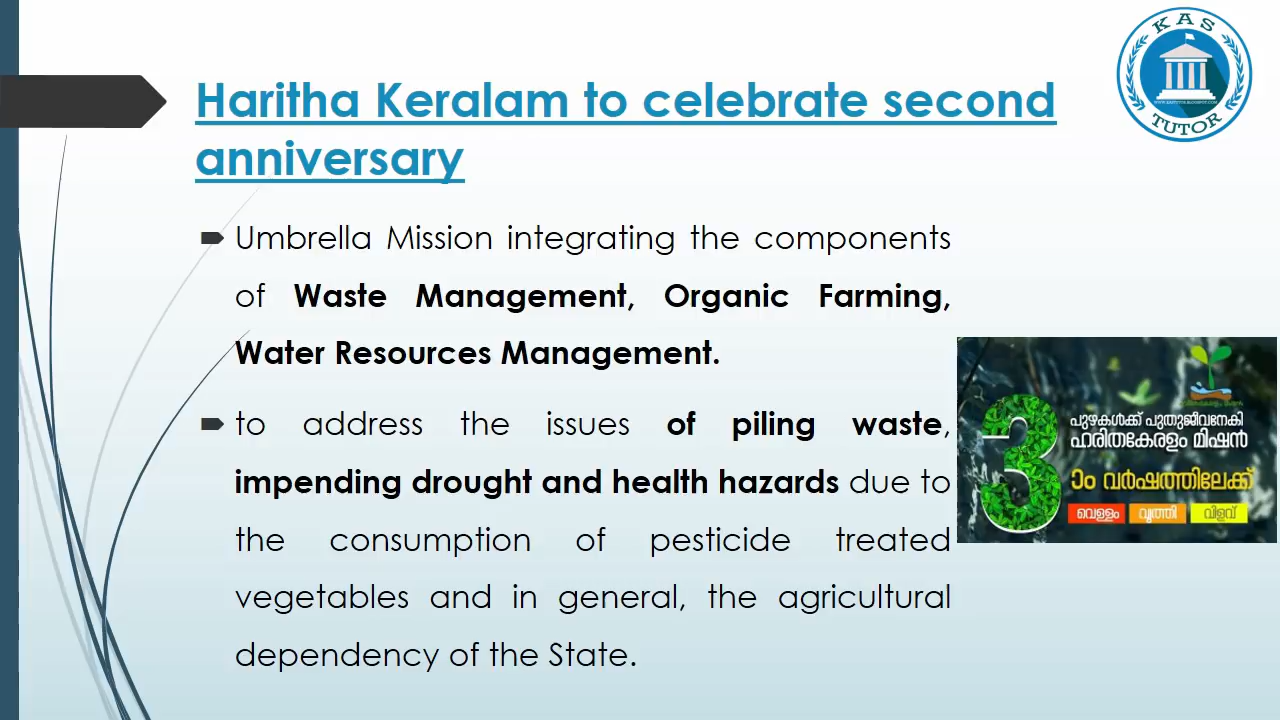 KAS
TUTOR
Haritha Keralam to celebrate second
anniversary
Umbrella Mission integrating the components
of Waste Management, Organic Farming,
Water Resources Management.
to address the issues of piling waste,
impending drought and health hazards due to
the consumption of pesticide treated
vegetables and in general, the agricultural
dependency of the State.
3
പുഴകൾക്ക് പുതുജീവനേകി
ഹരിതകേരളം മിഷൻ
൩ാം വർഷത്തിലേക്ക്
വെള്ളം വൃത്തി വിളവ്